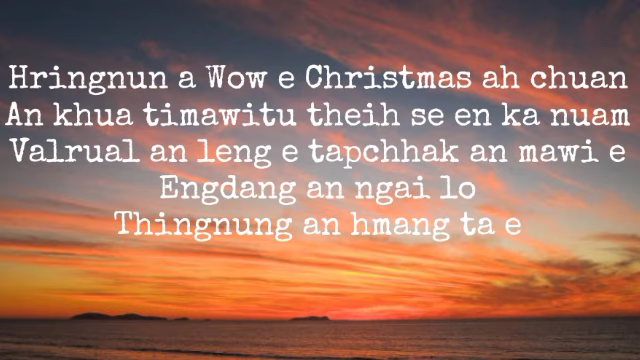 Hringnun a Wow e Christmas ah chuan
An khua timawitu theih se en ka nuam
Valrual an leng e tapchhak an mawi e
Engdang an ngai lo
Thingnung an hmang ta e